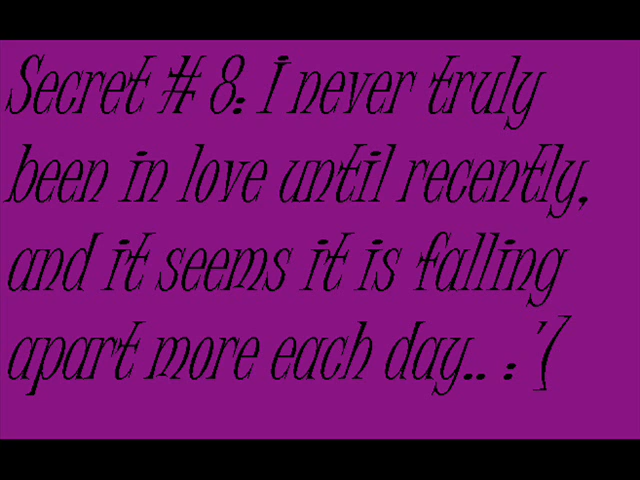 Secret # 8: I never truly
been in love until recently,
and it seems it is falling
apart more each day.. :'(